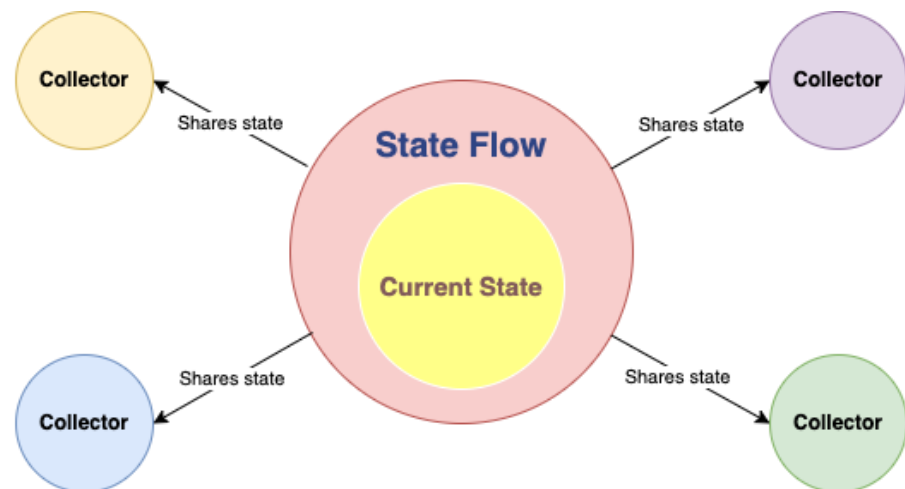 Collector
Collector
Shares state
Shares state
State Flow
Current State
Shares state
Shares state
Collector
Collector